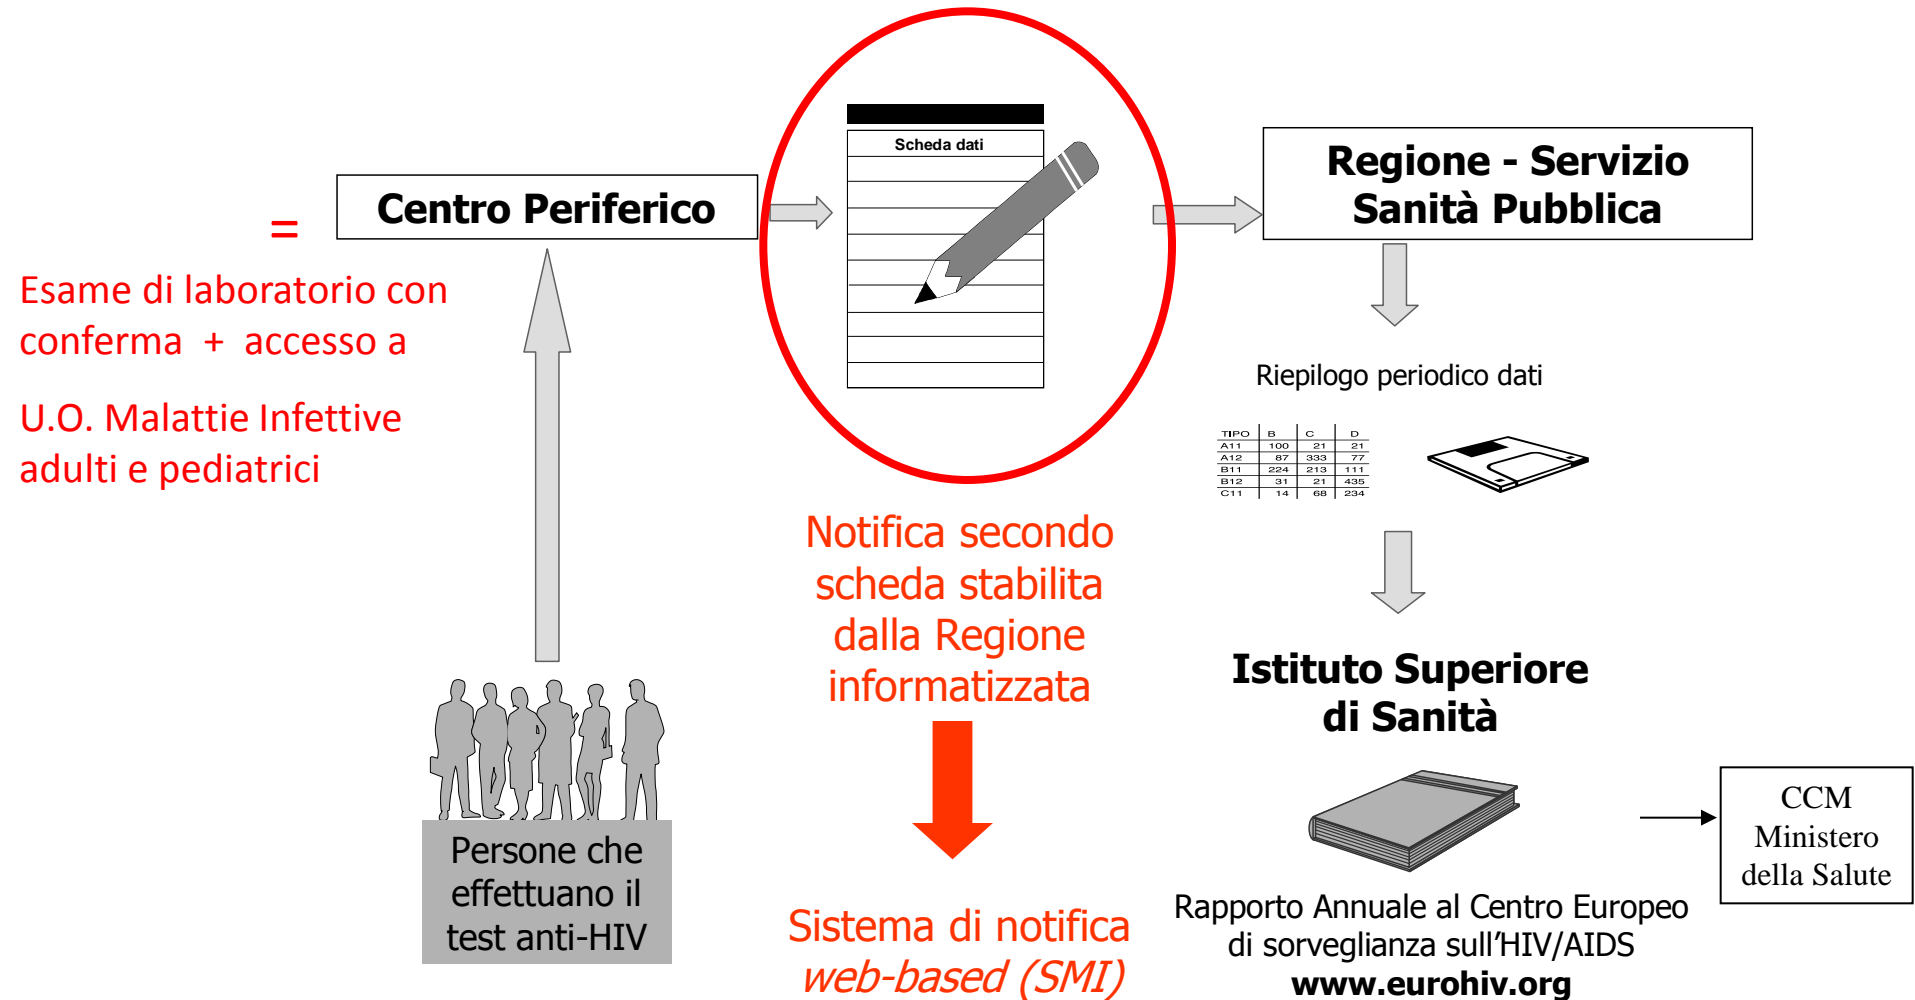 =
Centro Periferico
Esame di laboratorio con
conferma + accesso a
U.O. Malattie Infettive
adulti e pediatrici
Persone che
effettuano il
test anti-HIV
Scheda dati
Notifica secondo
scheda stabilita
dalla Regione
informatizzata
Sistema di notifica
web-based (SMI)
Regione - Servizio
Sanità Pubblica
Riepilogo periodico dati
TIPO B C D
A11 100 21 21
A12 87 333 77
B11 224 213 111
B12 31 21 435
C11 14 68 234
Istituto Superiore
di Sanità
Rapporto Annuale al Centro Europeo
di sorveglianza sull'HIV/AIDS
www.eurohiv.org
CCM
Ministero
della Salute